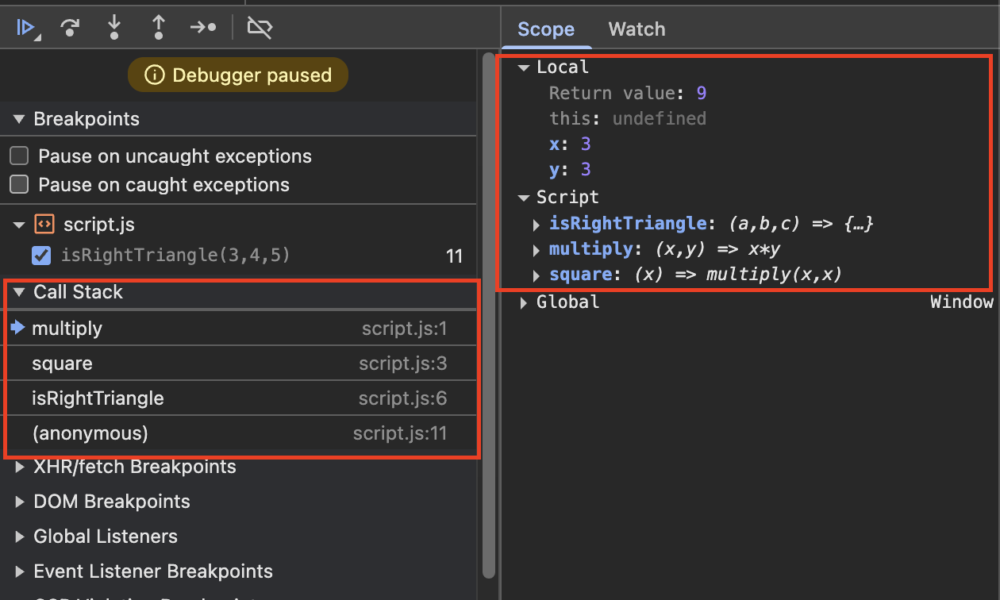 Debugger paused
Breakpoints
Pause on uncaught exceptions
Pause on caught exceptions
script.js
isRightTriangle(3,4,5) 11
Call Stack
multiply script.js:1
square script.js:3
isRightTriangle script.js:6
(anonymous) script.js:11
XHR/fetch Breakpoints
DOM Breakpoints
Global Listeners
Event Listener Breakpoints
Scope Watch
Local
Return value: 9
this: undefined
x: 3
y: 3
Script
isRightTriangle: (a,b,c) => {…}
multiply: (x,y) => x*y
square: (x) => multiply(x,x)
Global Window